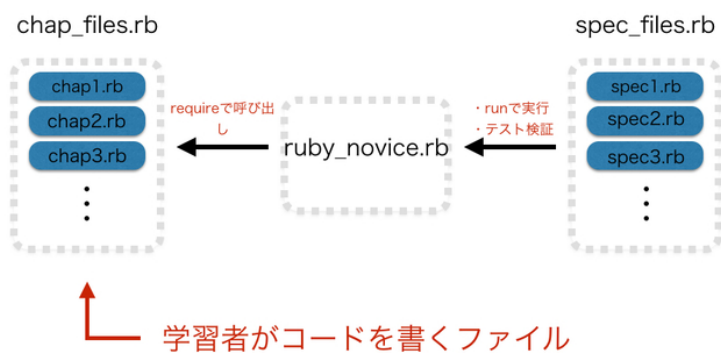 chap_files.rb
spec_files.rb
chap1.rb
chap2.rb
chap3.rb
requireで呼び出
し
ruby_novice.rb
・runで実行
・テスト検証
spec1.rb
spec2.rb
spec3.rb
学習者がコードを書くファイル